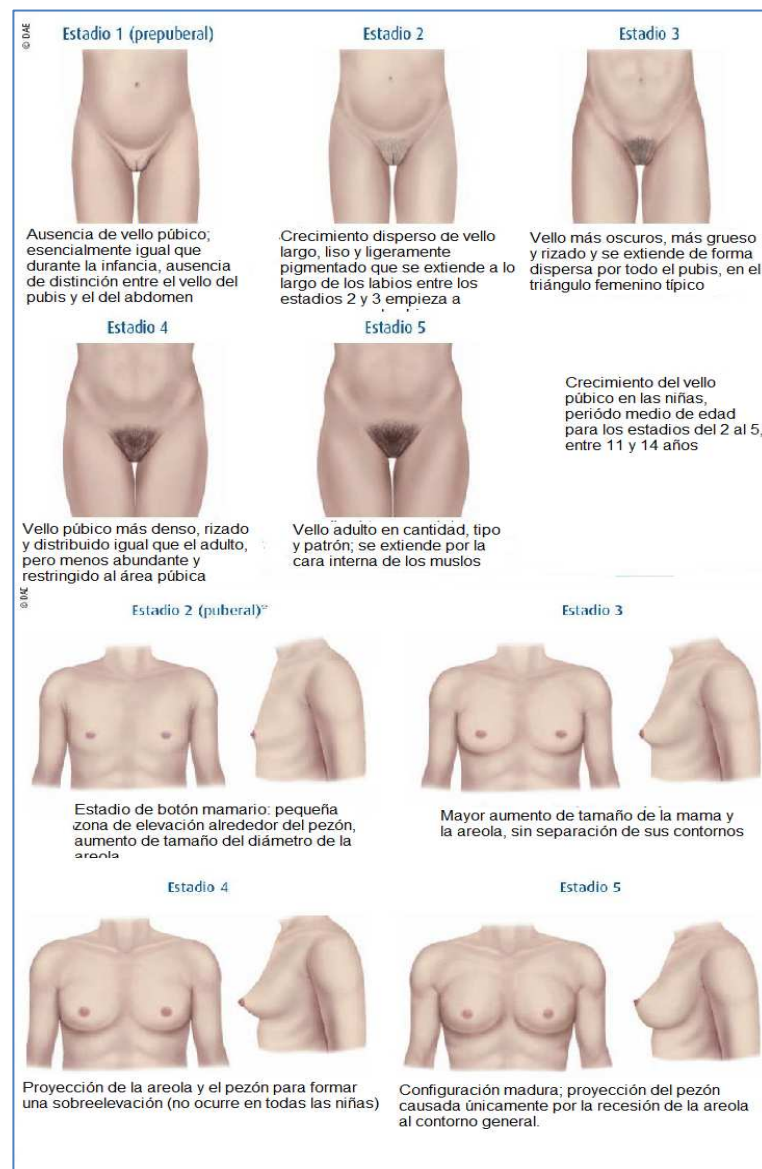 © DAE
Estadio 1 (prepuberal)
Estadio 2
Estadio 3
Ausencia de vello púbico;
esencialmente igual que
durante la infancia, ausencia
de distinción entre el vello del
pubis y el del abdomen
Crecimiento disperso de vello
largo, liso y ligeramente
pigmentado que se extiende a lo
largo de los labios entre los
estadios 2 y 3 empieza a
Vello más oscuros, más grueso
y rizado y se extiende de forma
dispersa por todo el pubis, en el
triángulo femenino típico
Estadio 4
Estadio 5
Vello púbico más denso, rizado
y distribuido igual que el adulto,
pero menos abundante y
restringido al área púbica
Vello adulto en cantidad, tipo
y patrón; se extiende por la
cara interna de los muslos
Crecimiento del vello
púbico en las niñas,
periódo medio de edad
para los estadios del 2 al 5,
entre 11 y 14 años
© DAE
Estadio 2 (puberal)
Estadio 3
Estadio de botón mamario: pequeña
zona de elevación alrededor del pezón,
aumento de tamaño del diámetro de la
areola
Mayor aumento de tamaño de la mama y
la areola, sin separación de sus contornos
Estadio 4
Estadio 5
Proyección de la areola y el pezón para formar
una sobreelevación (no ocurre en todas las niñas)
Configuración madura; proyección del pezón
causada únicamente por la recesión de la areola
al contorno general.